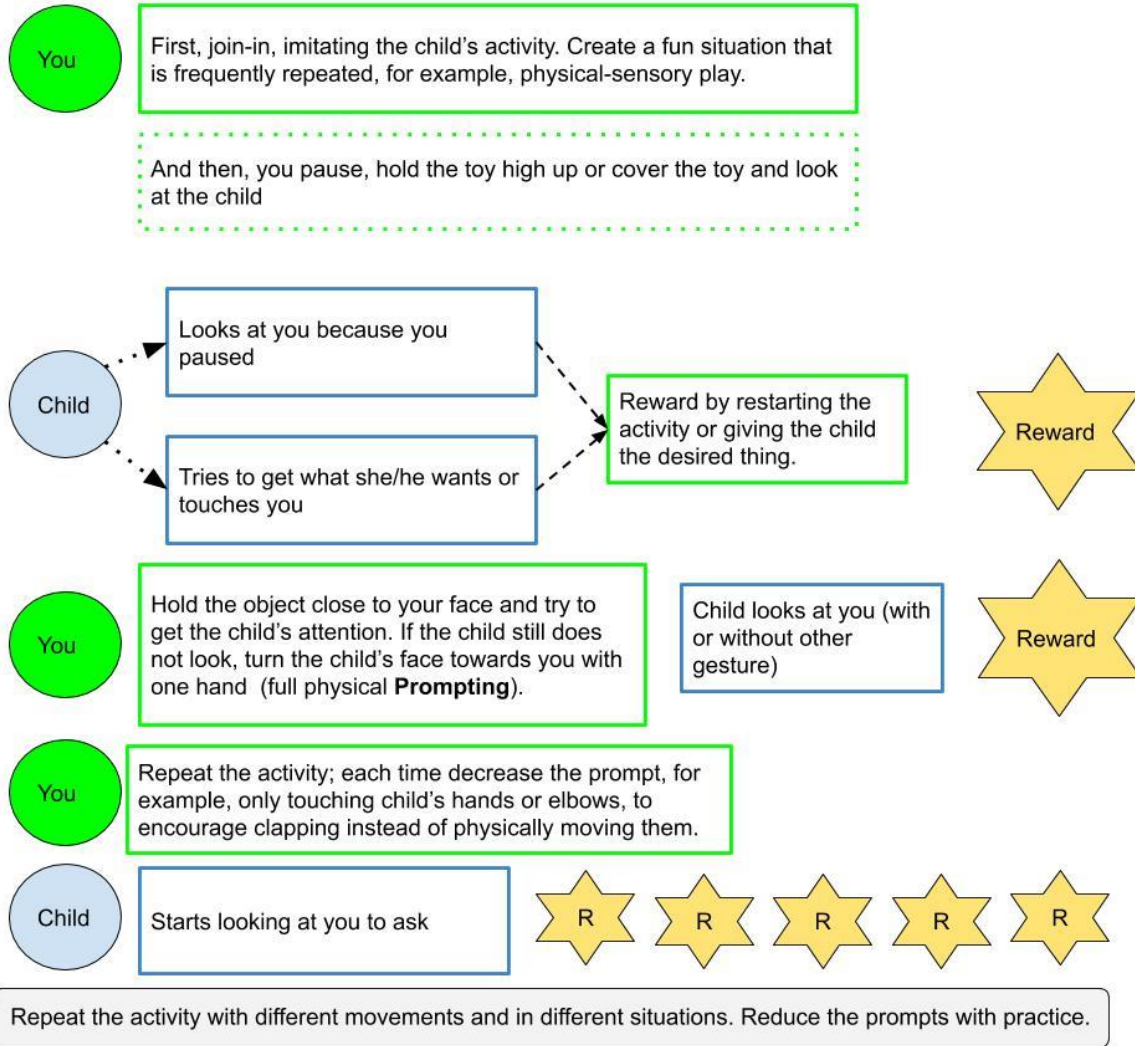 You
First, join-in, imitating the child's activity. Create a fun situation that
is frequently repeated, for example, physical-sensory play.
And then, you pause, hold the toy high up or cover the toy and look
at the child
Child
Looks at you because you
paused
Tries to get what she/he wants or
touches you
Reward by restarting the
activity or giving the child
the desired thing.
Reward
You
Hold the object close to your face and try to
get the child's attention. If the child still does
not look, turn the child's face towards you with
one hand  (full physical Prompting).
Child looks at you (with
or without other
gesture)
Reward
You
Repeat the activity; each time decrease the prompt, for
example, only touching child's hands or elbows, to
encourage clapping instead of physically moving them.
Child
Starts looking at you to ask
R R R R R
Repeat the activity with different movements and in different situations. Reduce the prompts with practice.